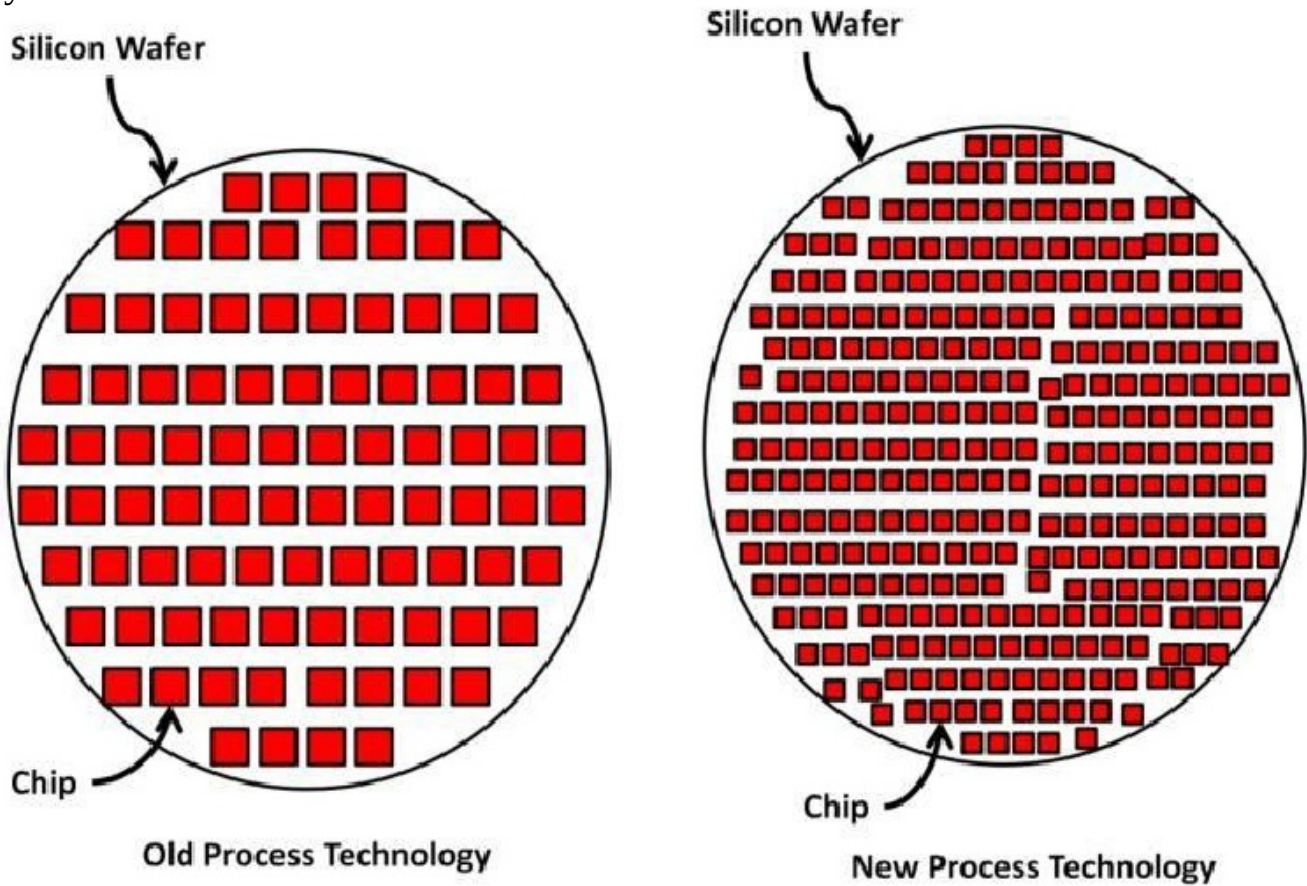 Silicon Wafer
Silicon Wafer
Chip
Chip
Old Process Technology
New Process Technology